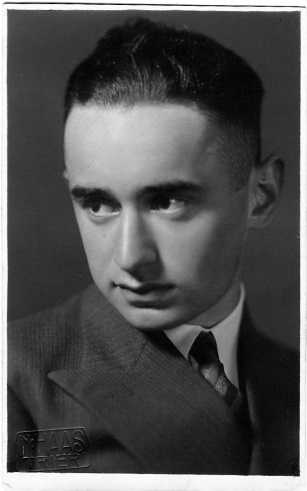 N. HAAS
TRIER